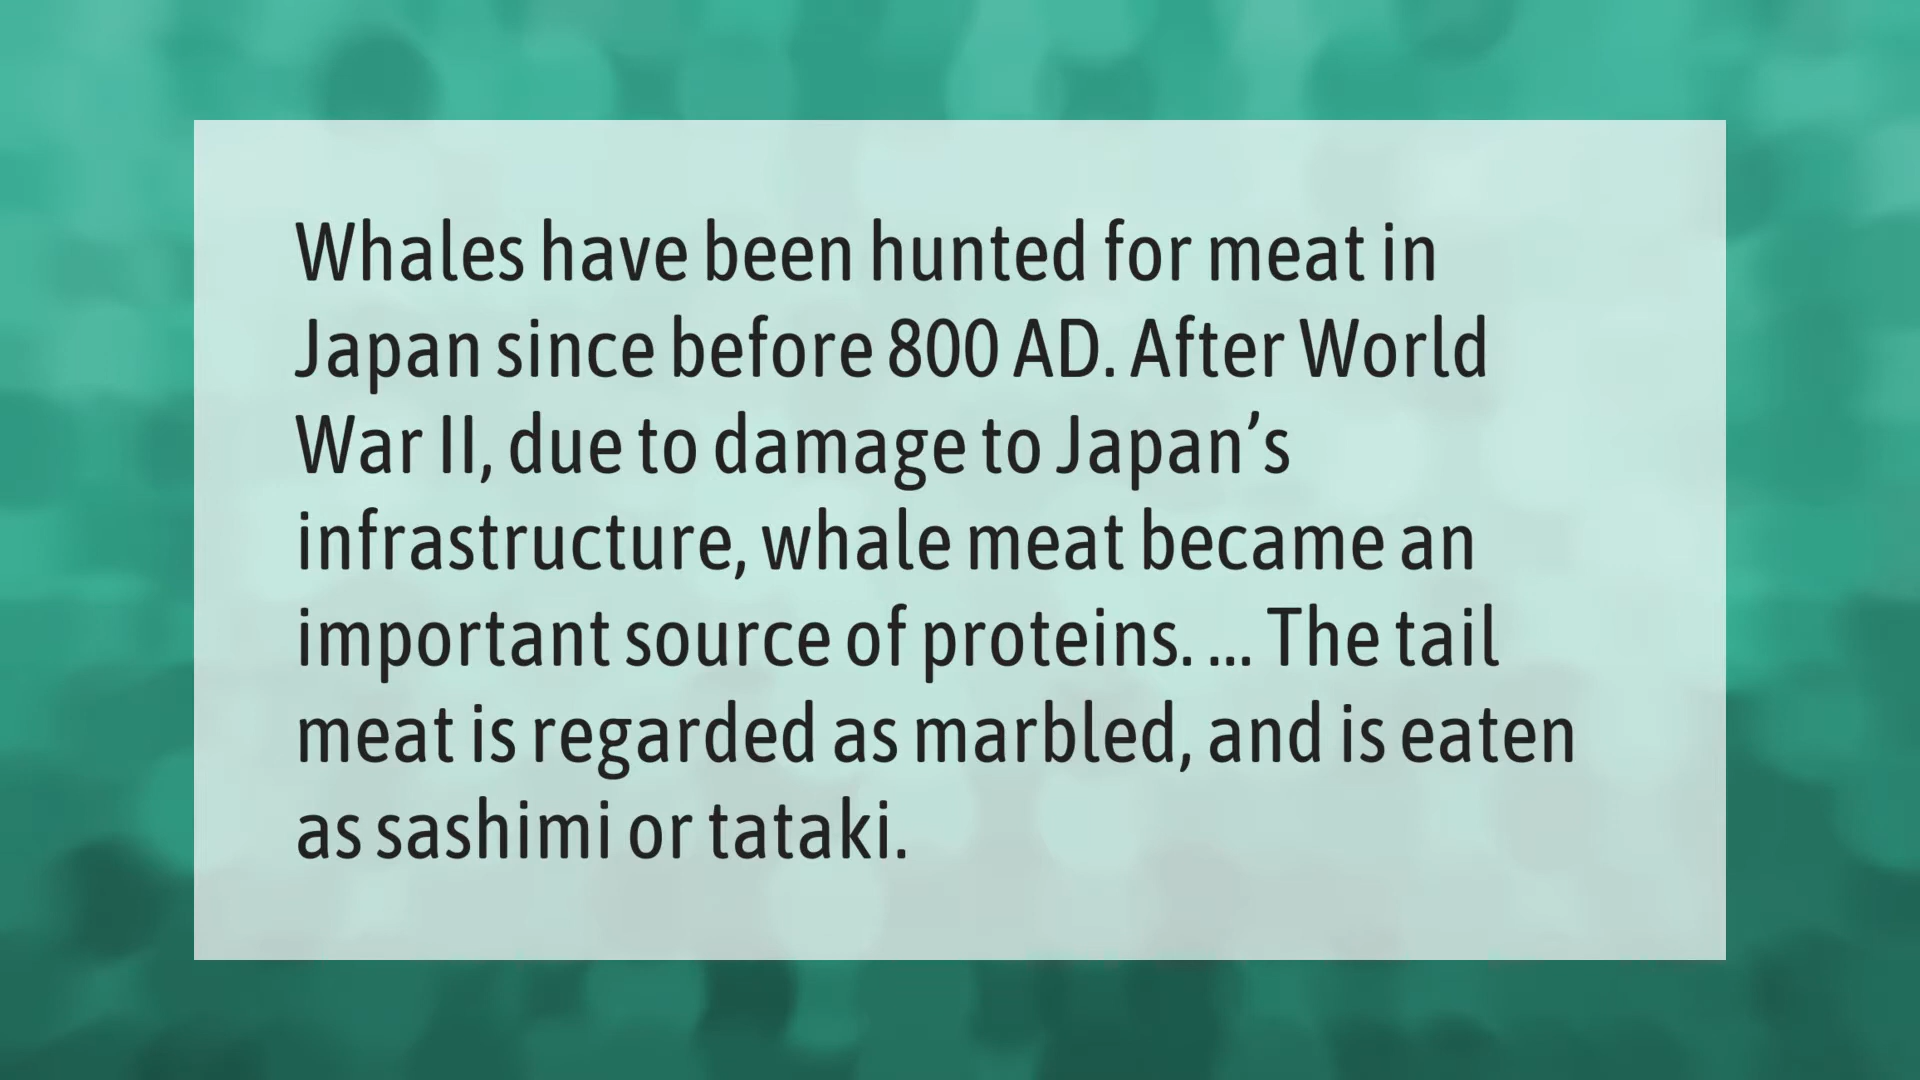 Whales have been hunted for meat in
Japan since before 800 AD. After World
War II, due to damage to Japan’s
infrastructure, whale meat became an
important source of proteins. ... The tail
meat is regarded as marbled, and is eaten
as sashimi or tataki.